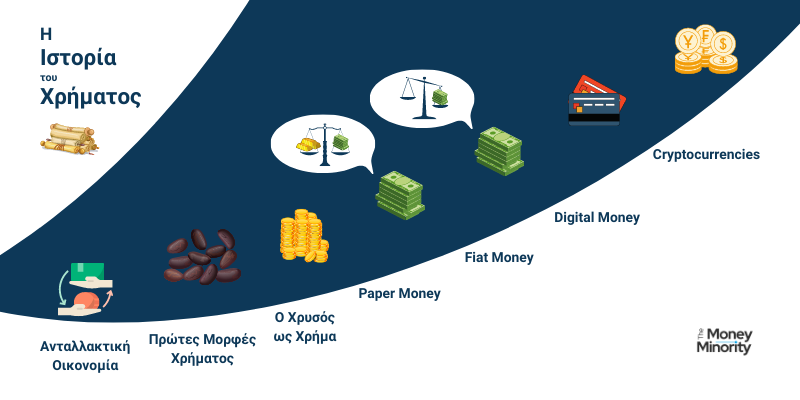 Η
Ιστορία
του
Χρήματος
Cryptocurrencies
Digital Money
Fiat Money
Paper Money
Ο Χρυσός
ως Χρήμα
Πρώτες Μορφές
Χρήματος
Ανταλλακτική
Οικονομία
The Money
Minority